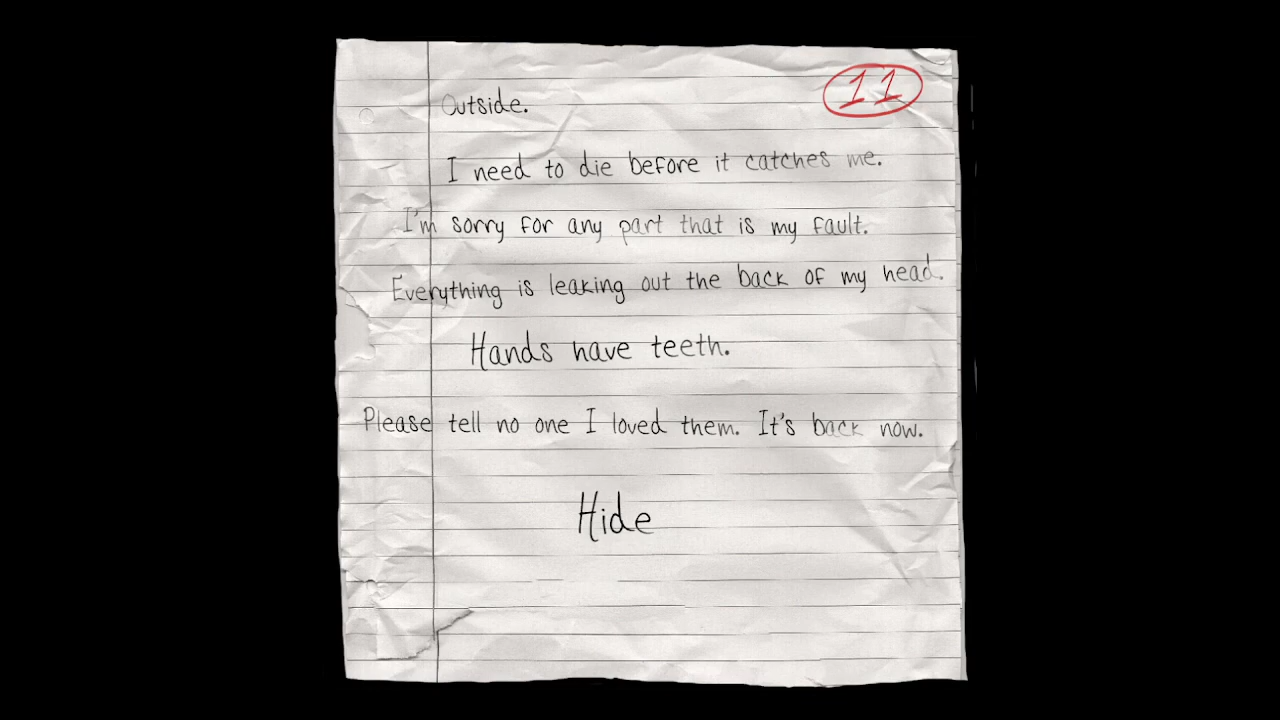 11
Outside.
I need to die before it catches me.
I'm sorry for any part that is my fault.
Everything is leaking out the back of my head.
Hands have teeth.
Please tell no one I loved them. It's back now.
Hide